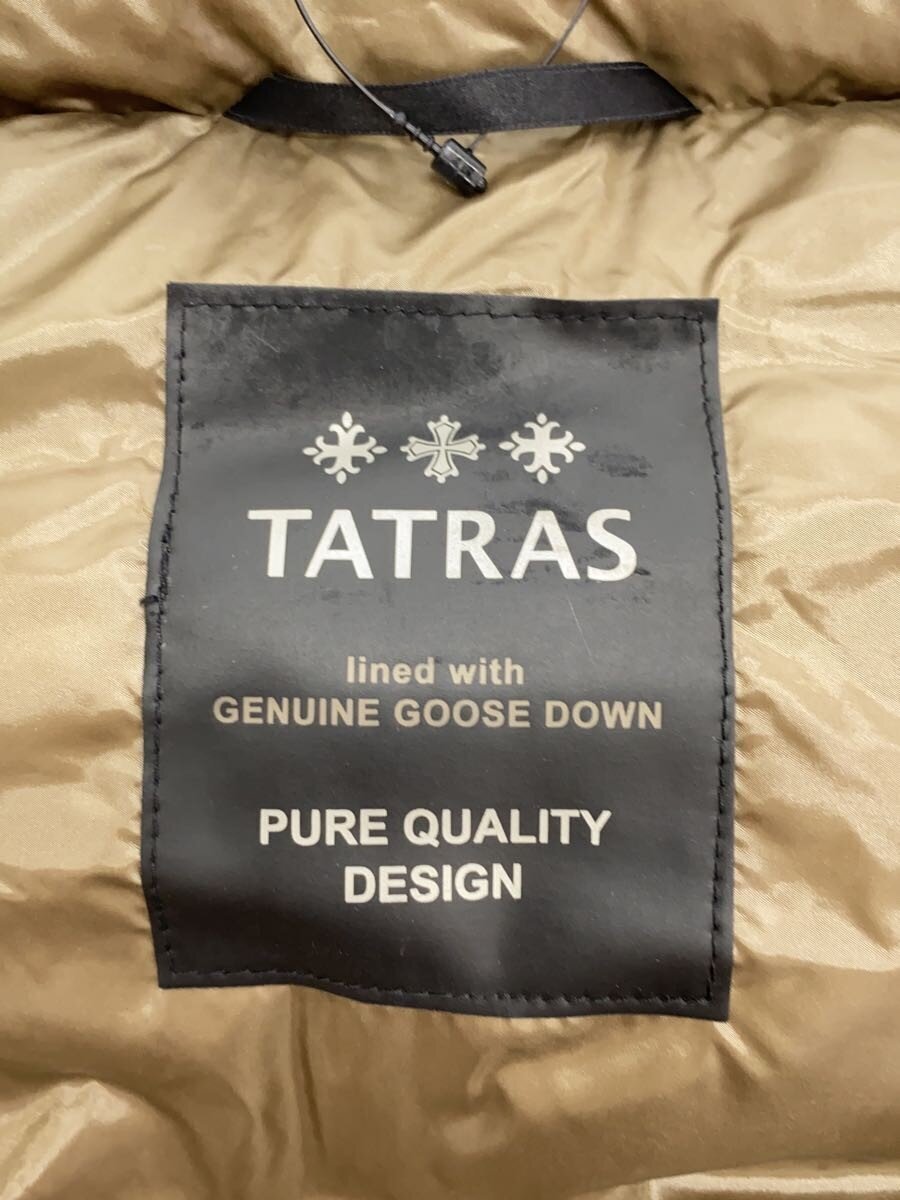 TATRAS
lined with
GENUINE GOOSE DOWN
PURE QUALITY
DESIGN